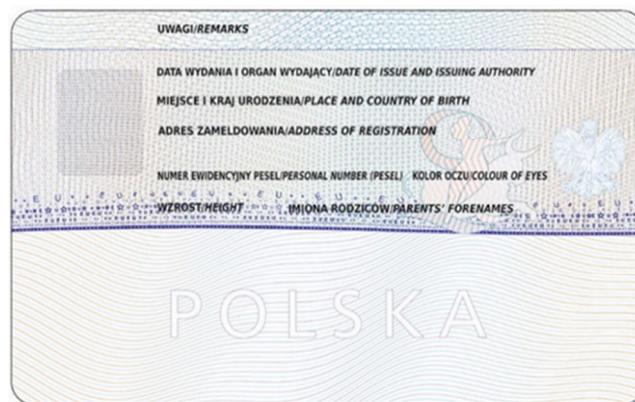 UWAGI/REMARKS
DATA WYDANIA I ORGAN WYDAJĄCY/DATE OF ISSUE AND ISSUING AUTHORITY
MIEJSCE I KRAJ URODZENIA/PLACE AND COUNTRY OF BIRTH
ADRES ZAMELDOWANIA/ADDRESS OF REGISTRATION
NUMER EWIDENCYJNY PESEL/PERSONAL NUMBER (PESEL) KOLOR OCZU/COLOUR OF EYES
WZROST/HEIGHT IMIONA RODZICÓW/PARENTS' FORENAMES
POLSKA